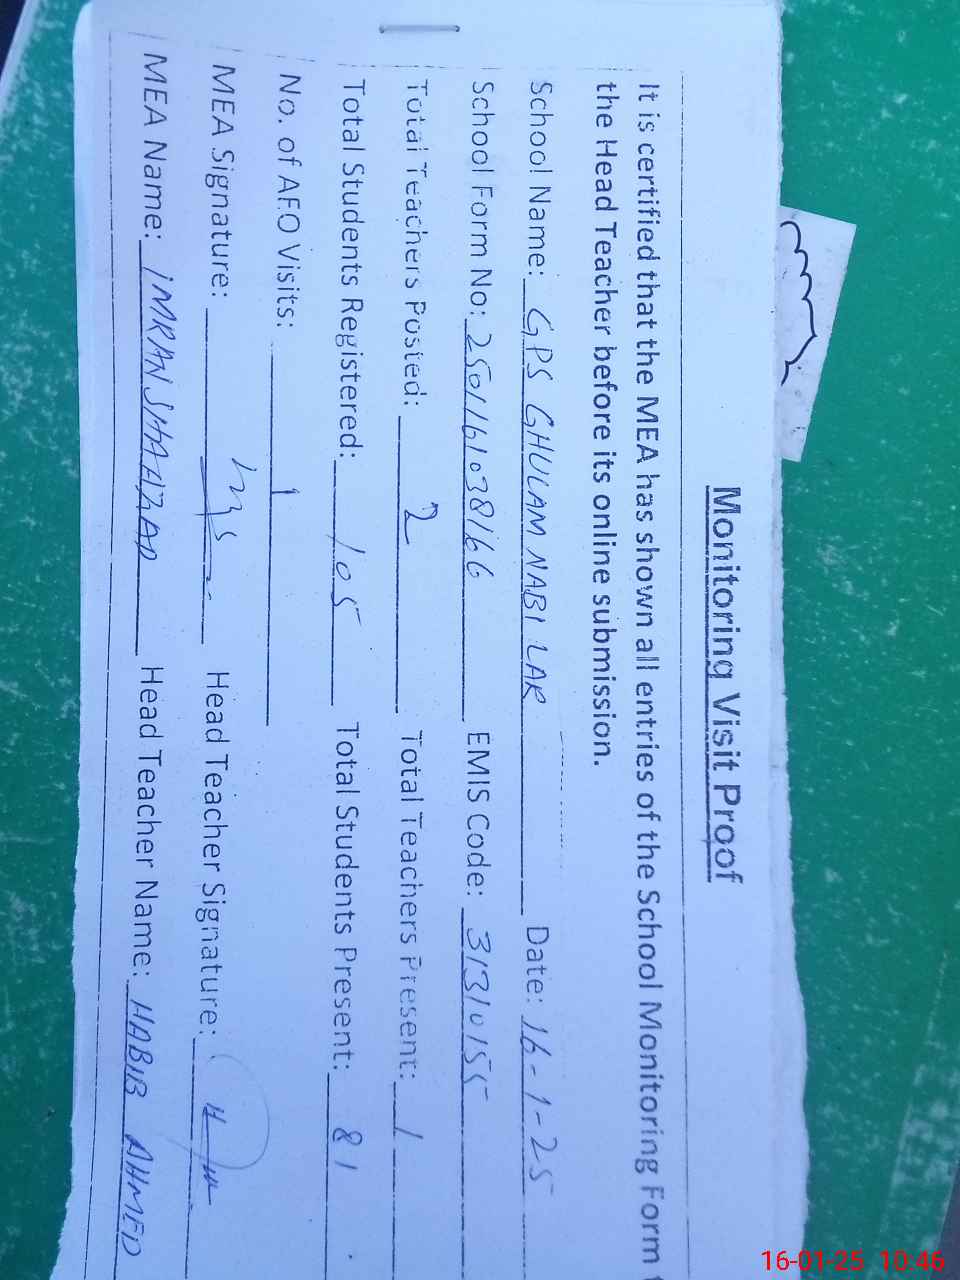 Monitoring Visit Proof
It is certified that the MEA has shown all entries of the School Monitoring Form
the Head Teacher before its online submission.
School Name: GPS GHULAM NABI LAR Date: 16-1-25
School Form No: 2501161038166 EMIS Code: 31310155
Total Teachers Posted: 2 Total Teachers Present: 1
Total Students Registered: 105 Total Students Present: 81
No. of AEO Visits: 1
MEA Signature: Head Teacher Signature:
MEA Name: IMRAN SHAHZAD Head Teacher Name: HABIB AHMED
16-01-25 10:46